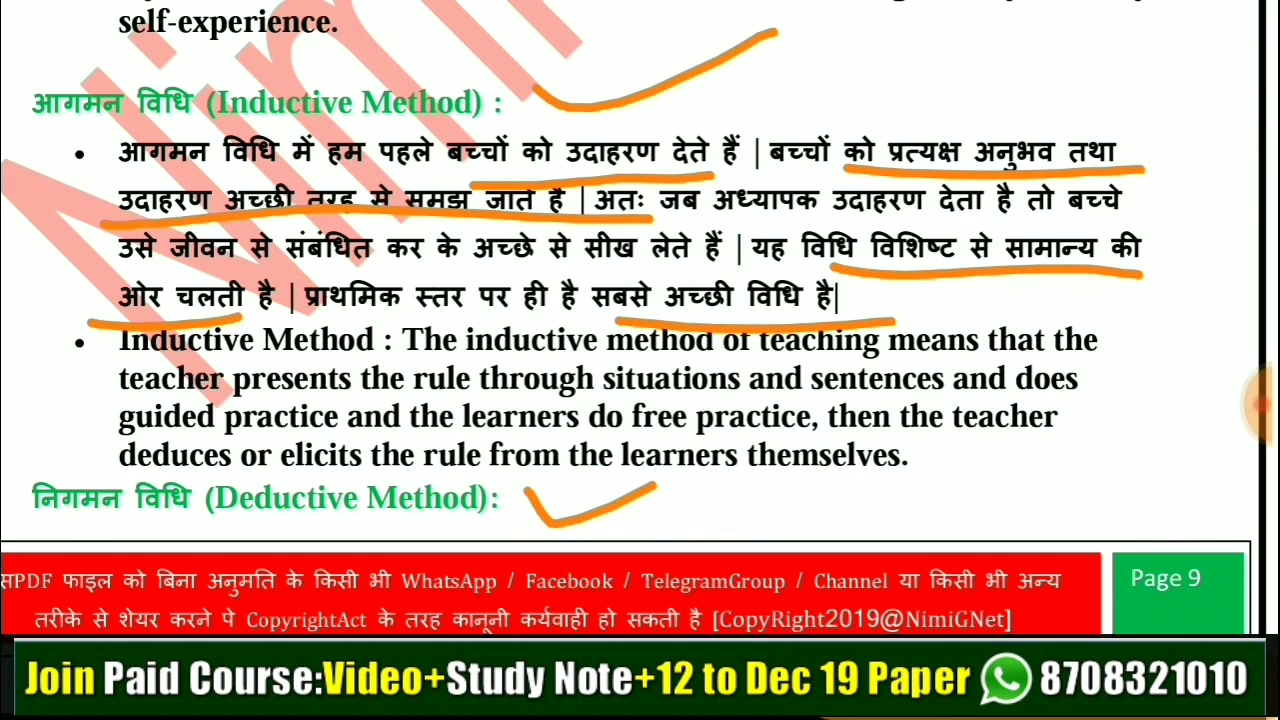 self-experience.
आगमन विधि (Inductive Method) :
• आगमन विधि में हम पहले बच्चों को उदाहरण देते हैं | बच्चों को प्रत्यक्ष अनुभव तथा
उदाहरण अच्छी तरह से समझ जाते है | अतः जब अध्यापक उदाहरण देता है तो बच्चे
उसे जीवन से संबंधित कर के अच्छे से सीख लेते हैं | यह विधि विशिष्ट से सामान्य की
ओर चलती है | प्राथमिक स्तर पर ही है सबसे अच्छी विधि है|
• Inductive Method : The inductive method of teaching means that the
teacher presents the rule through situations and sentences and does
guided practice and the learners do free practice, then the teacher
deduces or elicits the rule from the learners themselves.
निगमन विधि (Deductive Method):
PDF फाइल को बिना अनुमति के किसी भी WhatsApp / Facebook / TelegramGroup / Channel या किसी भी अन्य
तरीके से शेयर करने पे CopyrightAct के तरह कानूनी कर्यवाही हो सकती है [CopyRight2019@NimiGNet]
Page 9
Join Paid Course:Video+Study Note+12 to Dec 19 Paper 8708321010